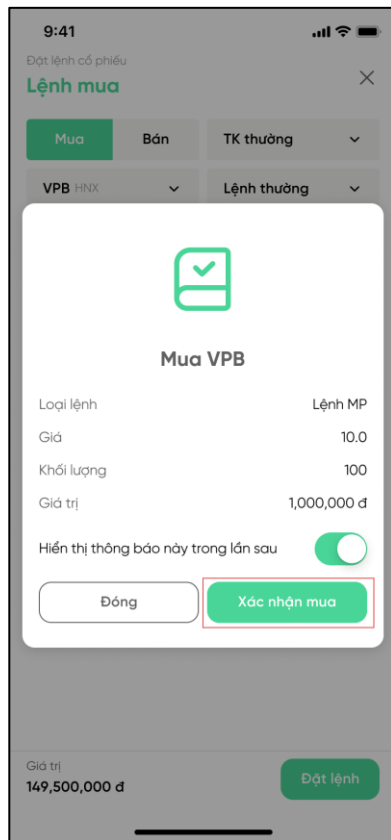 9:41
Đặt lệnh cổ phiếu
Lệnh mua
Mua Bán TK thường
VPB HNX Lệnh thường
Mua VPB
Loại lệnh Lệnh MP
Giá 10.0
Khối lượng 100
Giá trị 1,000,000 đ
Hiển thị thông báo này trong lần sau
Đóng Xác nhận mua
Giá trị
149,500,000 đ
Đặt lệnh